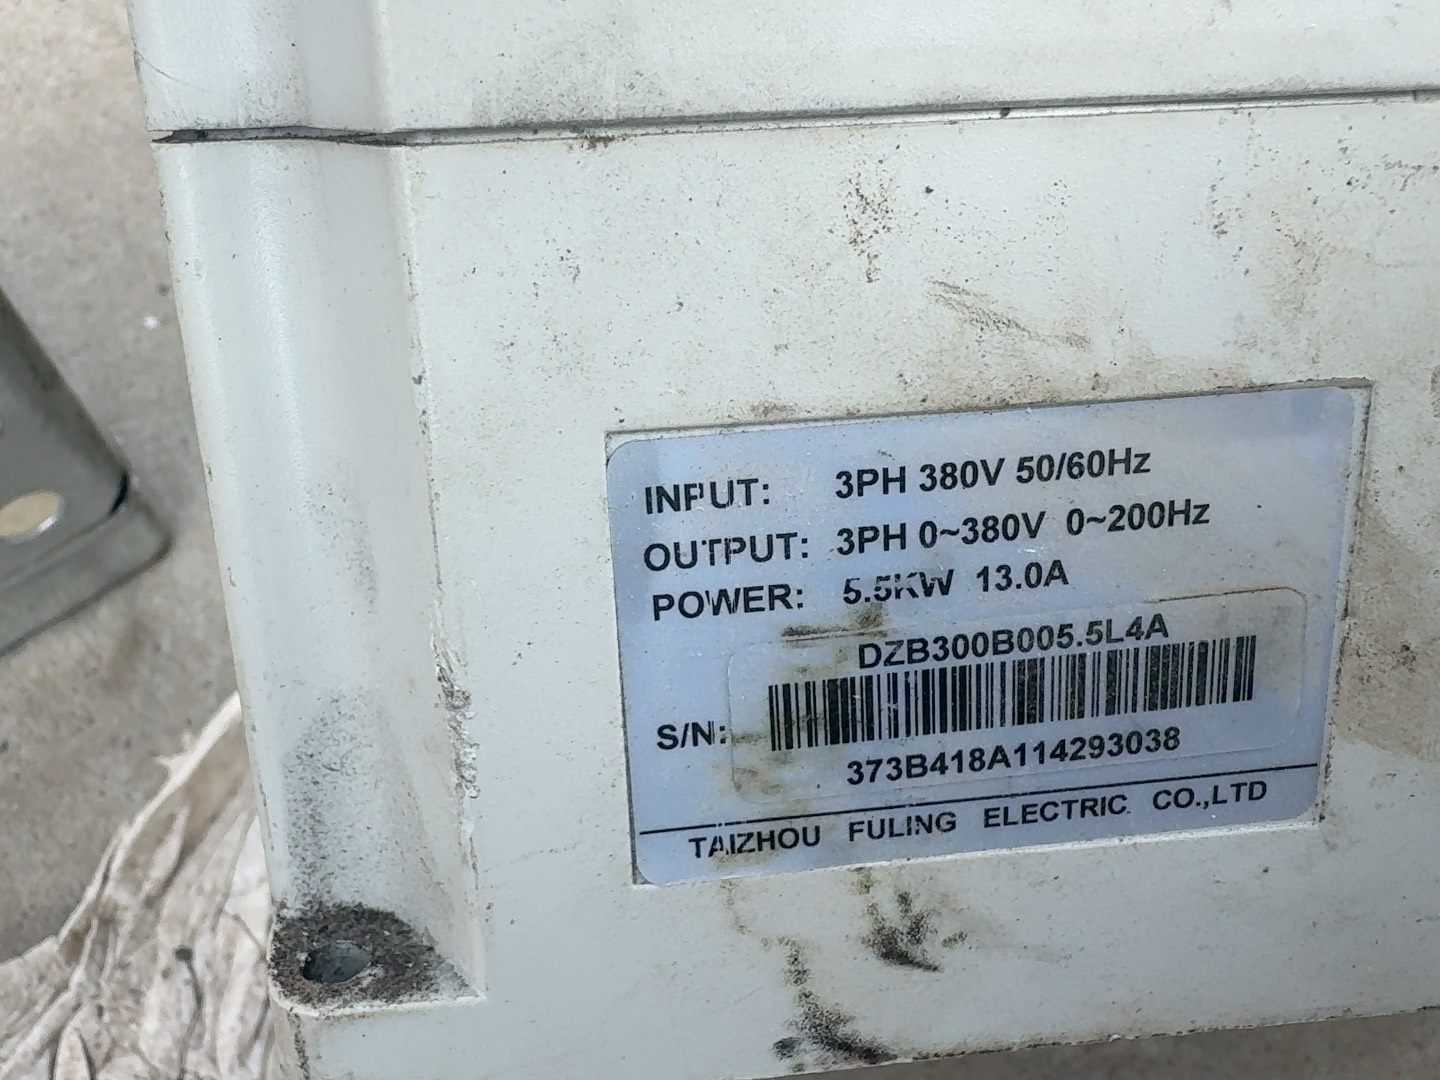 INPUT: 3PH 380V 50/60Hz
OUTPUT: 3PH 0~380V 0~200Hz
POWER: 5.5KW 13.0A
DZB300B005.5L4A
S/N:
373B418A114293038
TAIZHOU FULING ELECTRIC CO.,LTD